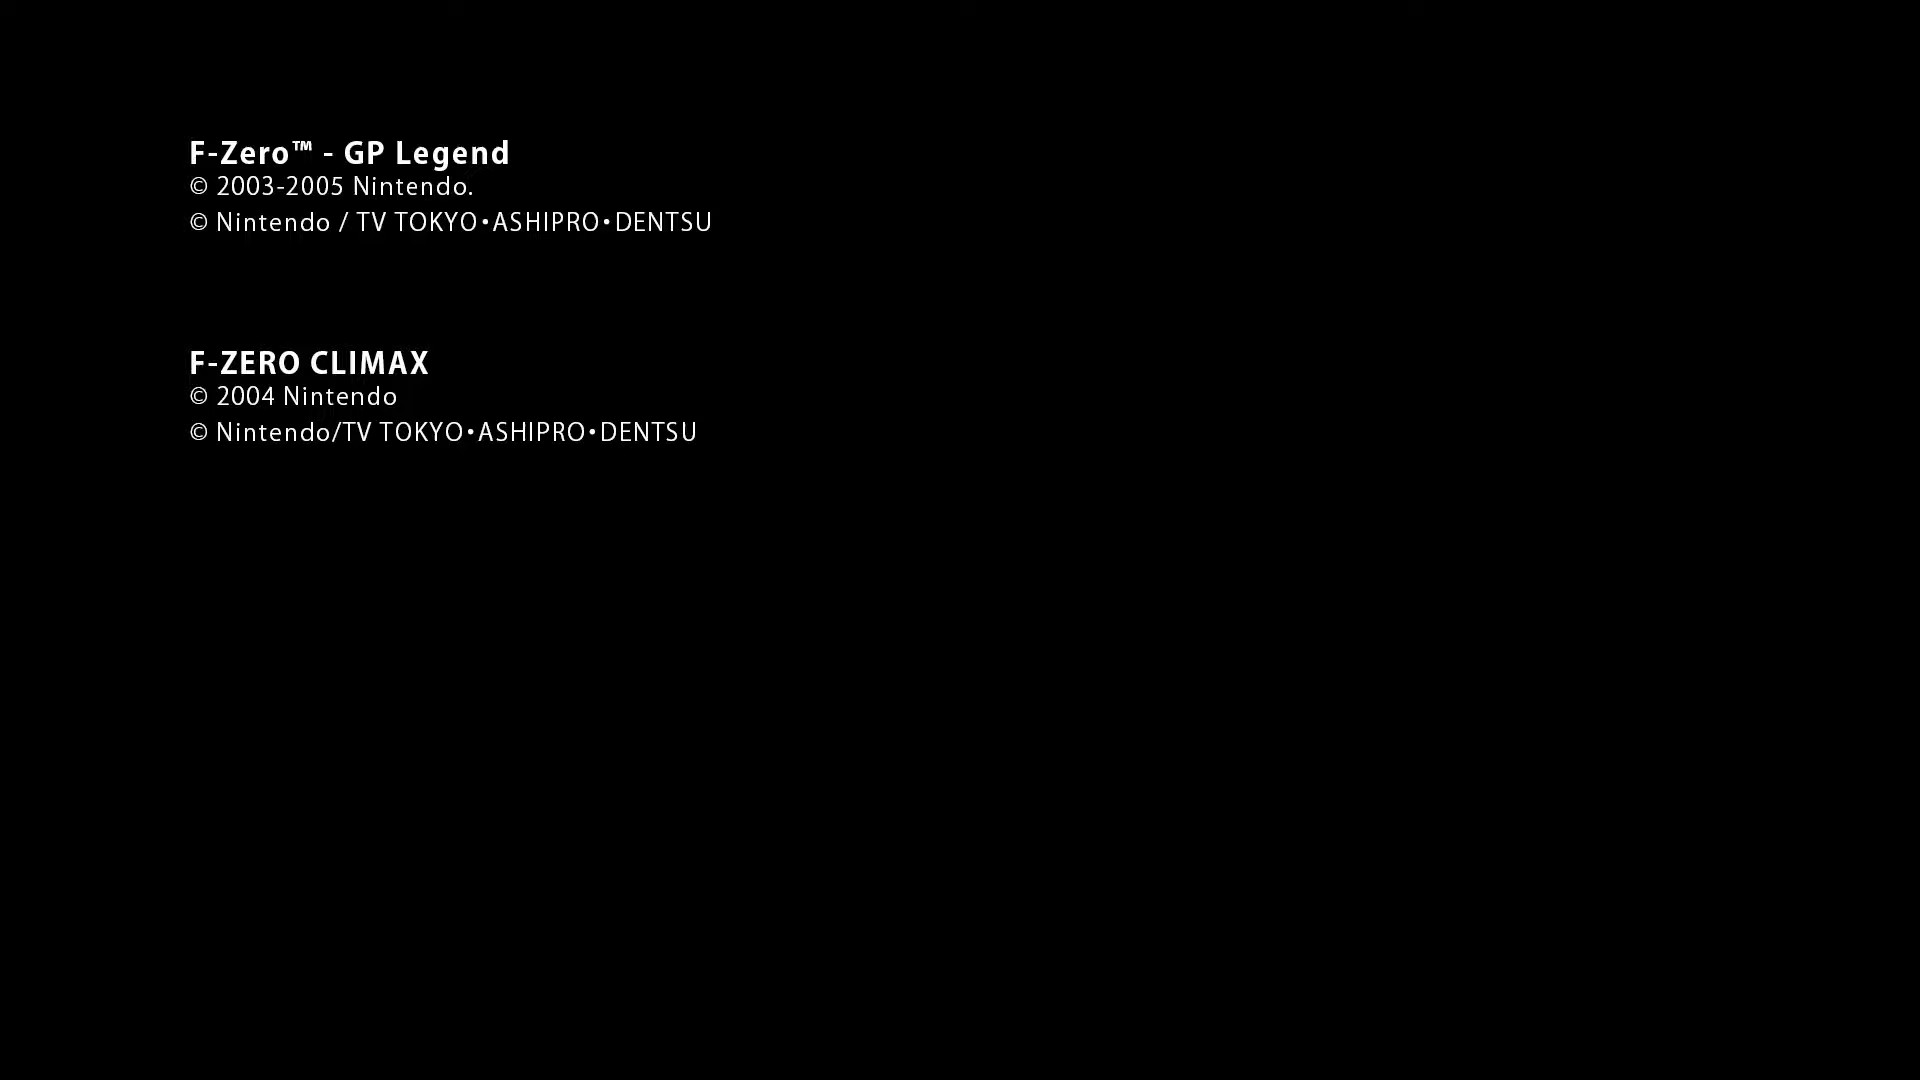 F-Zero™ - GP Legend
© 2003-2005 Nintendo.
© Nintendo / TV TOKYO・ASHIPRO・DENTSU
F-ZERO CLIMAX
© 2004 Nintendo
© Nintendo/TV TOKYO・ASHIPRO・DENTSU